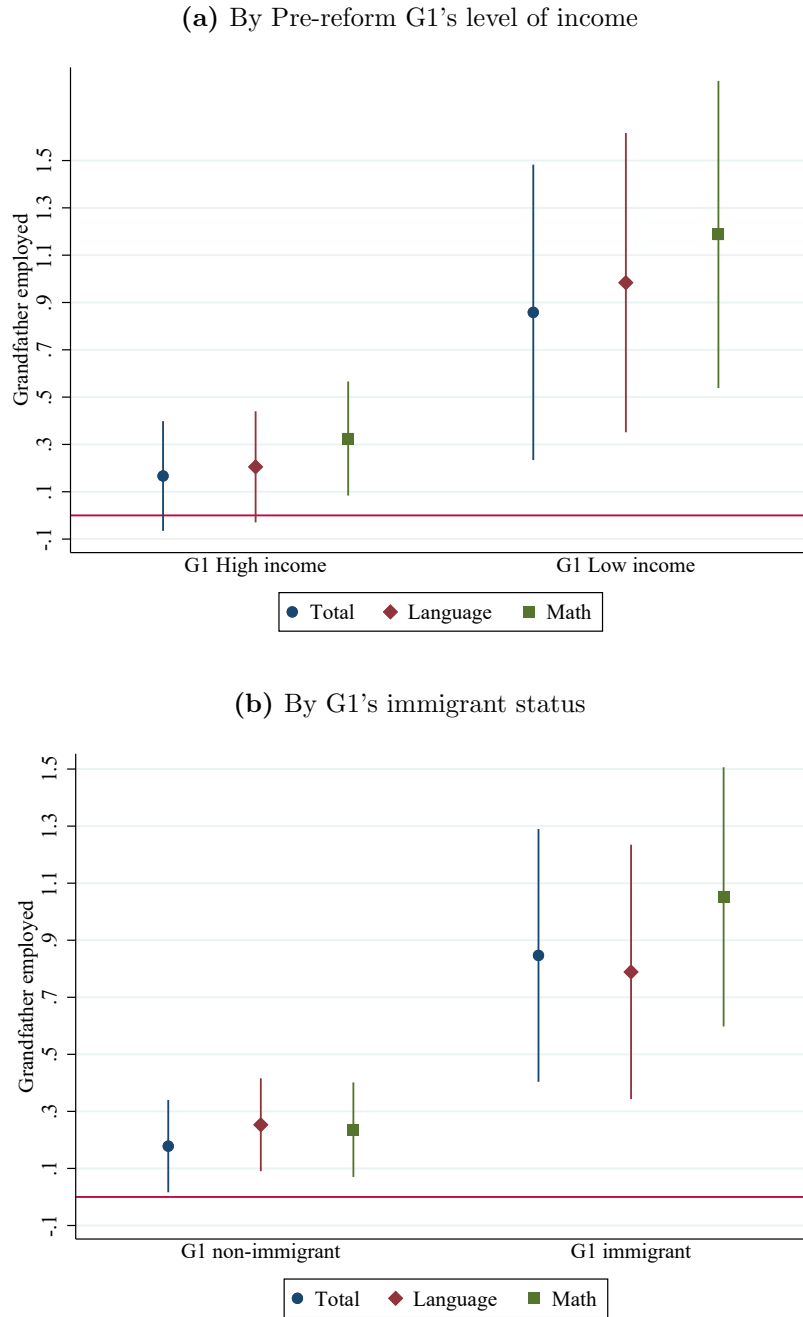 (a) By Pre-reform G1's level of income
Grandfather employed
1.5
1.3
1.1
.9
.7
.5
.3
.1
-.1
G1 High income G1 Low income
Total Language Math
(b) By G1's immigrant status
Grandfather employed
1.5
1.3
1.1
.9
.7
.5
.3
.1
-.1
G1 non-immigrant G1 immigrant
Total Language Math